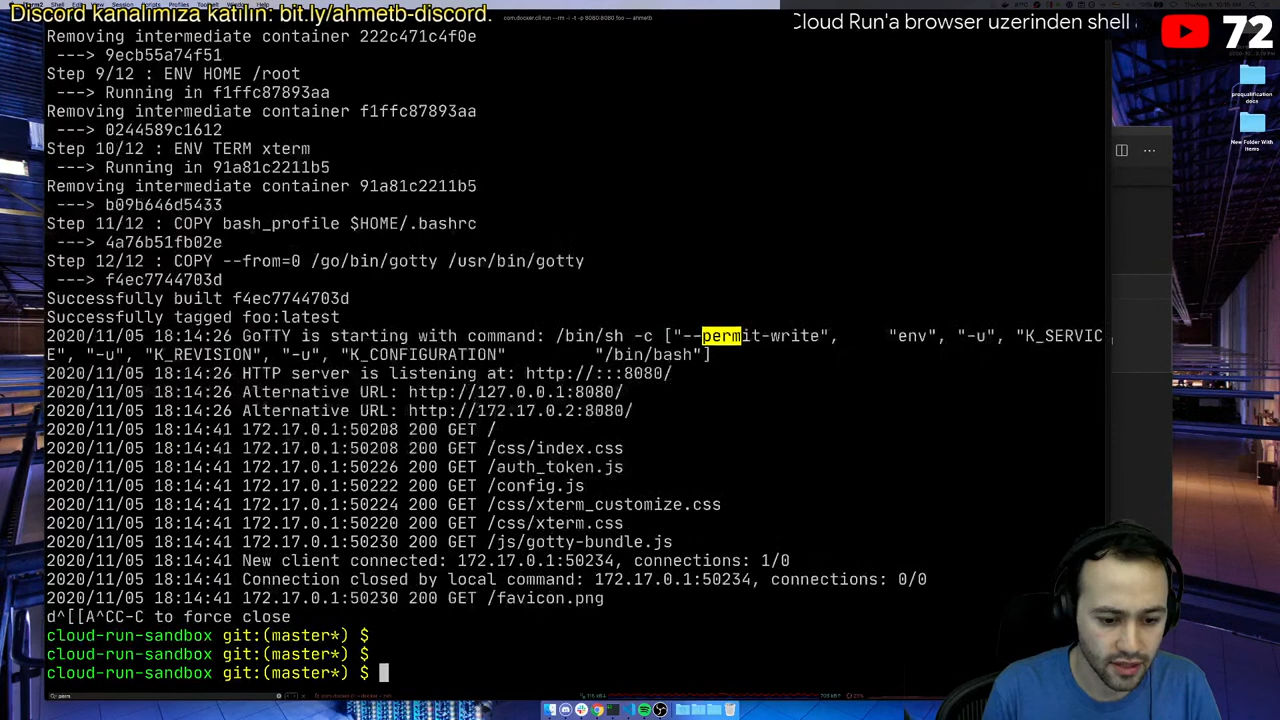 Discord kanalimiza katilin: bit.ly/ahmetb-discord.
com.docker.cli run --rm -i -t -p 8080:8080 foo — ahmetb
Cloud Run'a browser uzerinden shell
72
Removing intermediate container 222c471c4f0e
---> 9ecb55a74f51
Step 9/12 : ENV HOME /root
---> Running in f1ffc87893aa
Removing intermediate container f1ffc87893aa
---> 0244589c1612
Step 10/12 : ENV TERM xterm
---> Running in 91a81c2211b5
Removing intermediate container 91a81c2211b5
---> b09b646d5433
Step 11/12 : COPY bash_profile $HOME/.bashrc
---> 4a76b51fb02e
Step 12/12 : COPY --from=0 /go/bin/gotty /usr/bin/gotty
---> f4ec7744703d
Successfully built f4ec7744703d
Successfully tagged foo:latest
2020/11/05 18:14:26 GoTTY is starting with command: /bin/sh -c ["--permit-write",     "env", "-u", "K_SERVIC
E", "-u", "K_REVISION", "-u", "K_CONFIGURATION"         "/bin/bash"]
2020/11/05 18:14:26 HTTP server is listening at: http://:::8080/
2020/11/05 18:14:26 Alternative URL: http://127.0.0.1:8080/
2020/11/05 18:14:26 Alternative URL: http://172.17.0.2:8080/
2020/11/05 18:14:41 172.17.0.1:50208 200 GET /
2020/11/05 18:14:41 172.17.0.1:50208 200 GET /css/index.css
2020/11/05 18:14:41 172.17.0.1:50226 200 GET /auth_token.js
2020/11/05 18:14:41 172.17.0.1:50222 200 GET /config.js
2020/11/05 18:14:41 172.17.0.1:50224 200 GET /css/xterm_customize.css
2020/11/05 18:14:41 172.17.0.1:50220 200 GET /css/xterm.css
2020/11/05 18:14:41 172.17.0.1:50230 200 GET /js/gotty-bundle.js
2020/11/05 18:14:41 New client connected: 172.17.0.1:50234, connections: 1/0
2020/11/05 18:14:41 Connection closed by local command: 172.17.0.1:50234, connections: 0/0
2020/11/05 18:14:41 172.17.0.1:50230 200 GET /favicon.png
d^[[A^CC-C to force close
cloud-run-sandbox git:(master*) $
cloud-run-sandbox git:(master*) $
cloud-run-sandbox git:(master*) $
prequalification
docs
New Folder With
Items